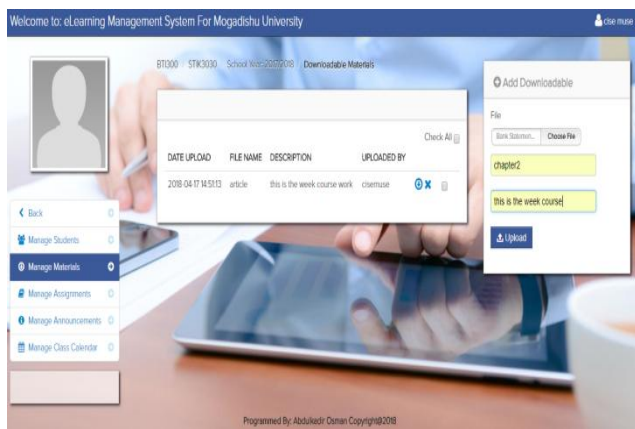 Welcome to: eLearning Management System For Mogadishu University
cise muse
BTI300 / STIK3030 / School Year: 2017/2018 / Downloadable Materials
Check All
DATE UPLOAD FILE NAME DESCRIPTION UPLOADED BY
2018-04-17 14:51:13 article this is the week course work cisemuse
Add Downloadable
File
Choose File
chapter2
this is the week course
Upload
Back
Manage Students
Manage Materials
Manage Assignments
Manage Announcements
Manage Class Calendar
Programmed By: Abdulkadir Osman Copyright@2018